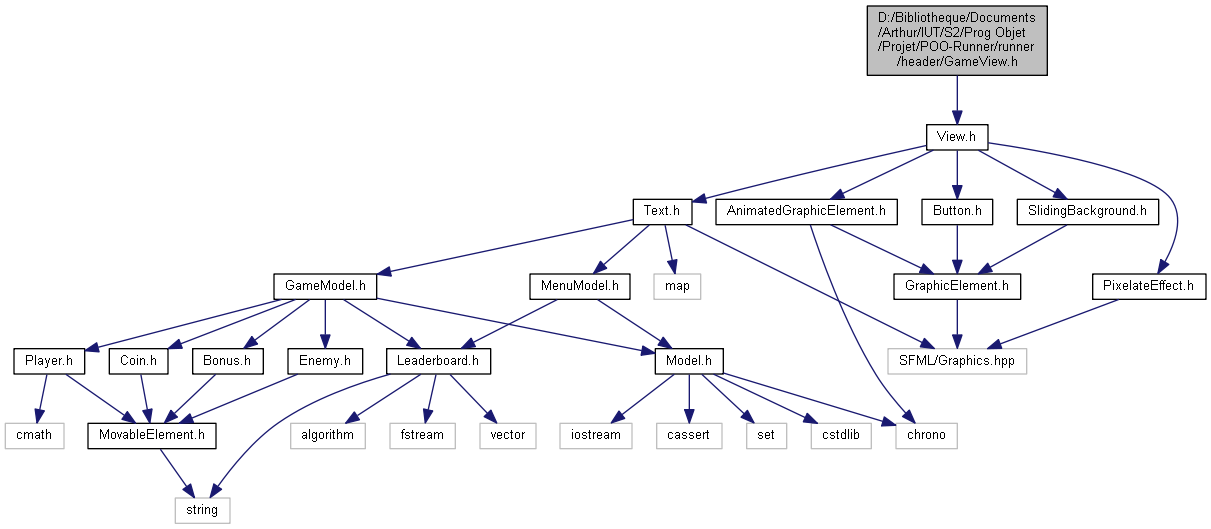 D:/Bibliotheque/Documents
/Arthur/IUT/S2/Prog Objet
/Projet/POO-Runner/runner
/header/GameView.h
View.h
Text.h
AnimatedGraphicElement.h
Button.h
SlidingBackground.h
GameModel.h
MenuModel.h
map
GraphicElement.h
PixelateEffect.h
Player.h
Coin.h
Bonus.h
Enemy.h
Leaderboard.h
Model.h
SFML/Graphics.hpp
cmath
MovableElement.h
algorithm
fstream
vector
iostream
cassert
set
cstdlib
chrono
string